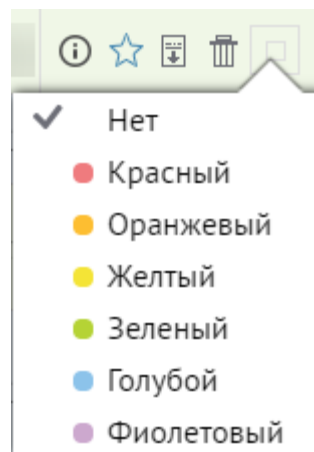 Нет
Красный
Оранжевый
Желтый
Зеленый
Голубой
Фиолетовый